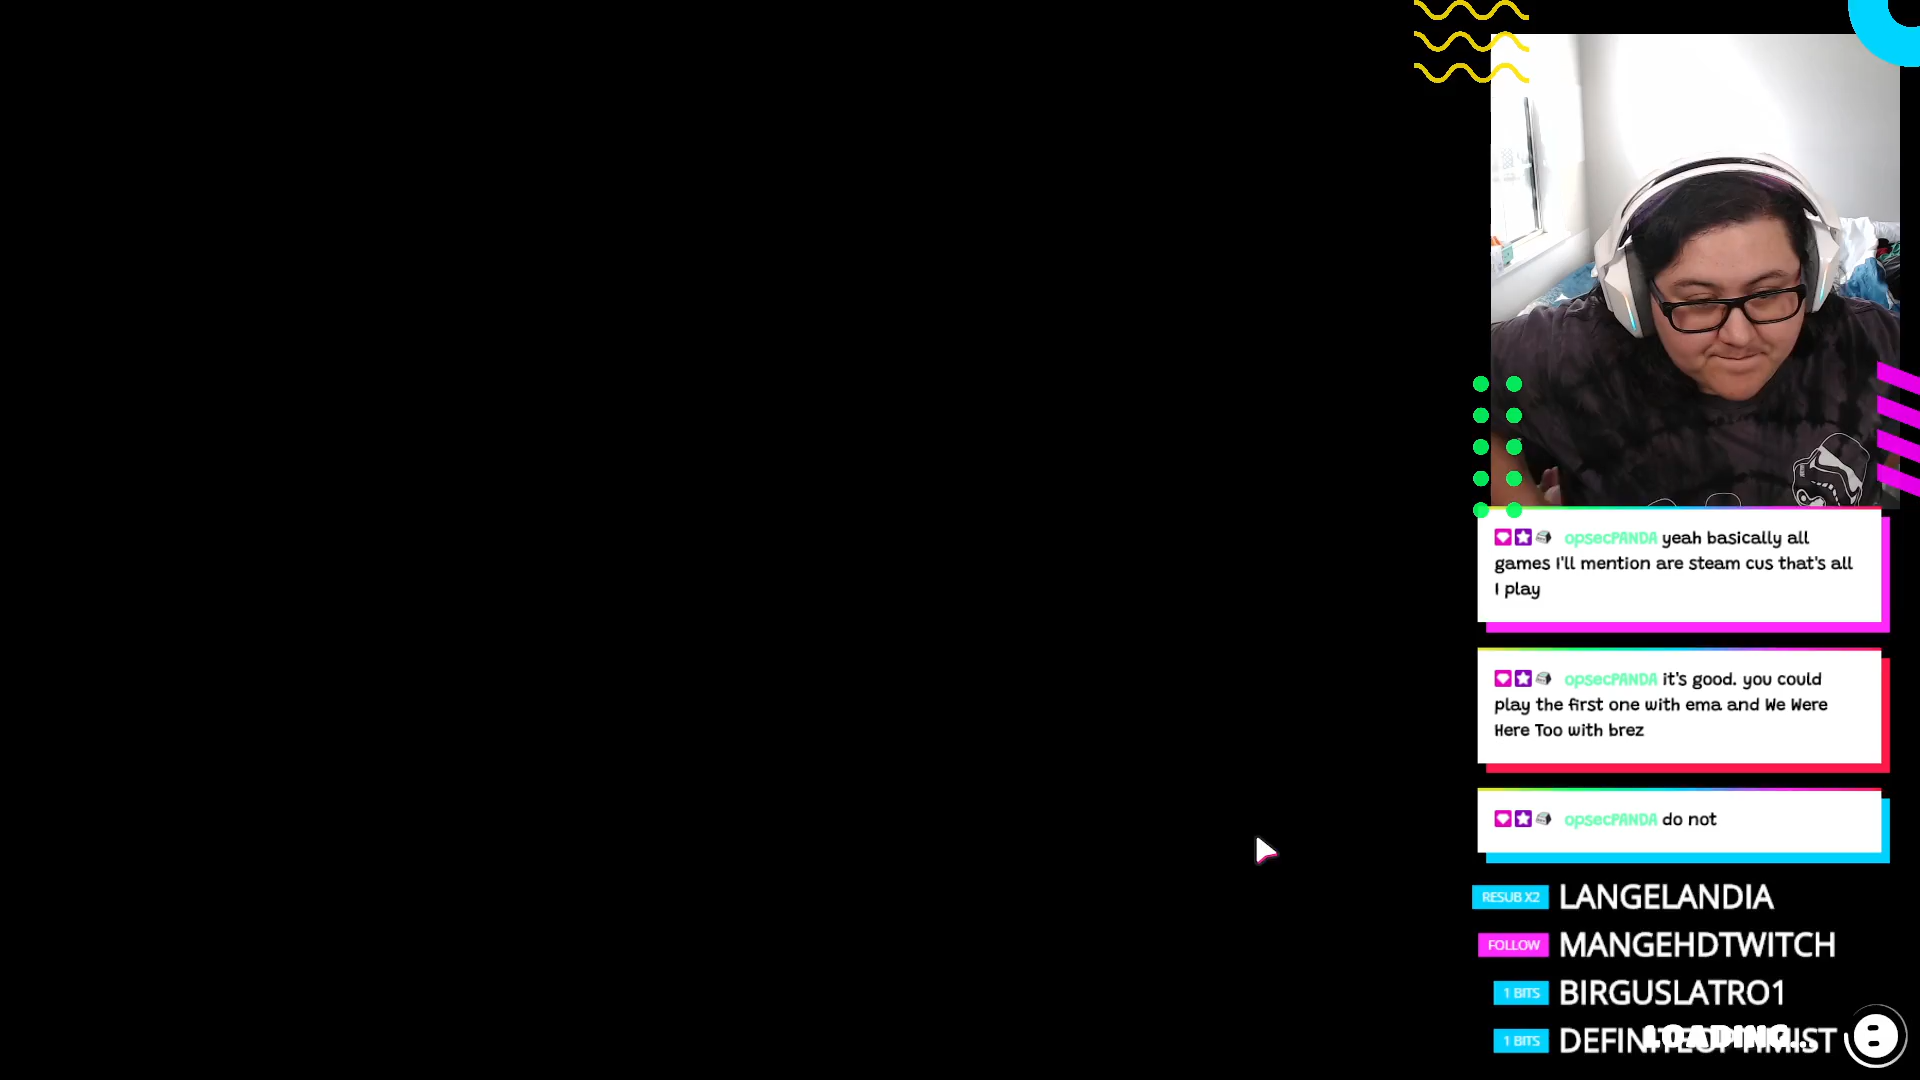 opsecPANDA yeah basically all
games I'll mention are steam cus that's all
I play
opsecPANDA it's good. you could
play the first one with ema and We Were
Here Too with brez
opsecPANDA do not
RESUB X2 LANGELANDIA
FOLLOW MANGEHDTWITCH
1 BITS BIRGUSLATRO1
1 BITS DEFINITEOPTIMIST
LOADING...